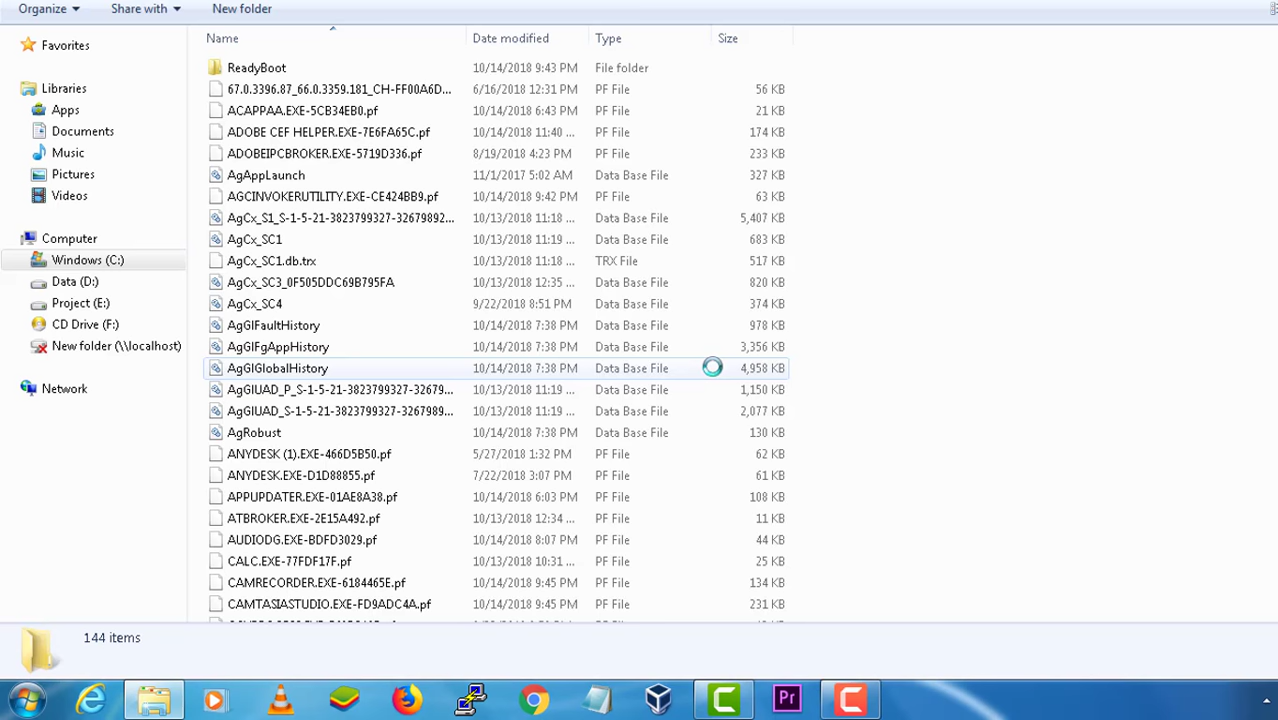 Organize Share with New folder
Name Date modified Type Size
Favorites
Libraries
Apps
Documents
Music
Pictures
Videos
Computer
Windows (C:)
Data (D:)
Project (E:)
CD Drive (F:)
New folder (\\localhost)
Network
ReadyBoot 10/14/2018 9:43 PM File folder
67.0.3396.87_66.0.3359.181_CH-FF00A6D... 6/16/2018 12:31 PM PF File 56 KB
ACAPPAA.EXE-5CB34EB0.pf 10/14/2018 6:43 PM PF File 21 KB
ADOBE CEF HELPER.EXE-7E6FA65C.pf 10/14/2018 11:40 ... PF File 174 KB
ADOBEIPCBROKER.EXE-5719D336.pf 8/19/2018 4:23 PM PF File 233 KB
AgAppLaunch 11/1/2017 5:02 AM Data Base File 327 KB
AGCINVOKERUTILITY.EXE-CE424BB9.pf 10/14/2018 9:42 PM PF File 63 KB
AgCx_S1_S-1-5-21-3823799327-32679892... 10/13/2018 11:18 ... Data Base File 5,407 KB
AgCx_SC1 10/13/2018 11:19 ... Data Base File 683 KB
AgCx_SC1.db.trx 10/13/2018 11:18 ... TRX File 517 KB
AgCx_SC3_0F505DDC69B795FA 10/13/2018 12:35 ... Data Base File 820 KB
AgCx_SC4 9/22/2018 8:51 PM Data Base File 374 KB
AgGlFaultHistory 10/14/2018 7:38 PM Data Base File 978 KB
AgGlFgAppHistory 10/14/2018 7:38 PM Data Base File 3,356 KB
AgGlGlobalHistory 10/14/2018 7:38 PM Data Base File 4,958 KB
AgGlUAD_P_S-1-5-21-3823799327-32679... 10/13/2018 11:19 ... Data Base File 1,150 KB
AgGlUAD_S-1-5-21-3823799327-3267989... 10/13/2018 11:19 ... Data Base File 2,077 KB
AgRobust 10/14/2018 7:38 PM Data Base File 130 KB
ANYDESK (1).EXE-466D5B50.pf 5/27/2018 1:32 PM PF File 62 KB
ANYDESK.EXE-D1D88855.pf 7/22/2018 3:07 PM PF File 61 KB
APPUPDATER.EXE-01AE8A38.pf 10/14/2018 6:03 PM PF File 108 KB
ATBROKER.EXE-2E15A492.pf 10/13/2018 12:34 ... PF File 11 KB
AUDIODG.EXE-BDFD3029.pf 10/14/2018 8:07 PM PF File 44 KB
CALC.EXE-77FDF17F.pf 10/13/2018 10:31 ... PF File 25 KB
CAMRECORDER.EXE-6184465E.pf 10/14/2018 9:45 PM PF File 134 KB
CAMTASIASTUDIO.EXE-FD9ADC4A.pf 10/14/2018 9:45 PM PF File 231 KB
144 items
Pr